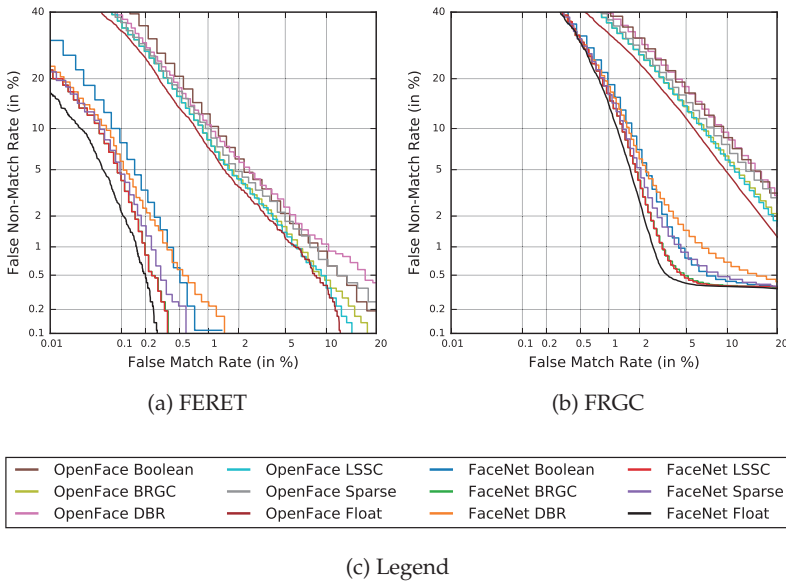 40
20
10
5
2
1
0.5
0.2
0.1
False Non-Match Rate (in %)
0.01 0.1 0.2 0.5 1 2 5 10 20
False Match Rate (in %)
(a) FERET
40
20
10
5
2
1
0.5
0.2
0.1
False Non-Match Rate (in %)
0.01 0.1 0.2 0.5 1 2 5 10 20
False Match Rate (in %)
(b) FRGC
OpenFace Boolean OpenFace LSSC FaceNet Boolean FaceNet LSSC
OpenFace BRGC OpenFace Sparse FaceNet BRGC FaceNet Sparse
OpenFace DBR OpenFace Float FaceNet DBR FaceNet Float
(c) Legend